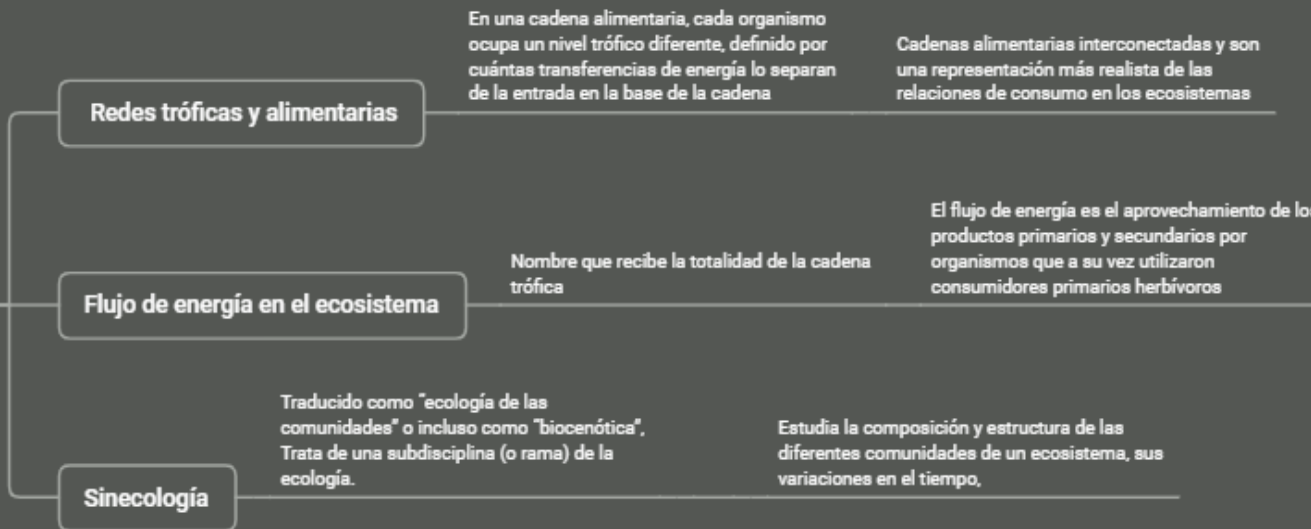 Redes tróficas y alimentarias
En una cadena alimentaria, cada organismo
ocupa un nivel trófico diferente, definido por
cuántas transferencias de energía lo separan
de la entrada en la base de la cadena
Cadenas alimentarias interconectadas y son
una representación más realista de las
relaciones de consumo en los ecosistemas
Flujo de energía en el ecosistema
Nombre que recibe la totalidad de la cadena
trófica
El flujo de energía es el aprovechamiento de lo
productos primarios y secundarios por
organismos que a su vez utilizaron
consumidores primarios herbívoros
Sinecología
Traducido como “ecología de las
comunidades” o incluso como “biocenótica”,
Trata de una subdisciplina (o rama) de la
ecología.
Estudia la composición y estructura de las
diferentes comunidades de un ecosistema, sus
variaciones en el tiempo,